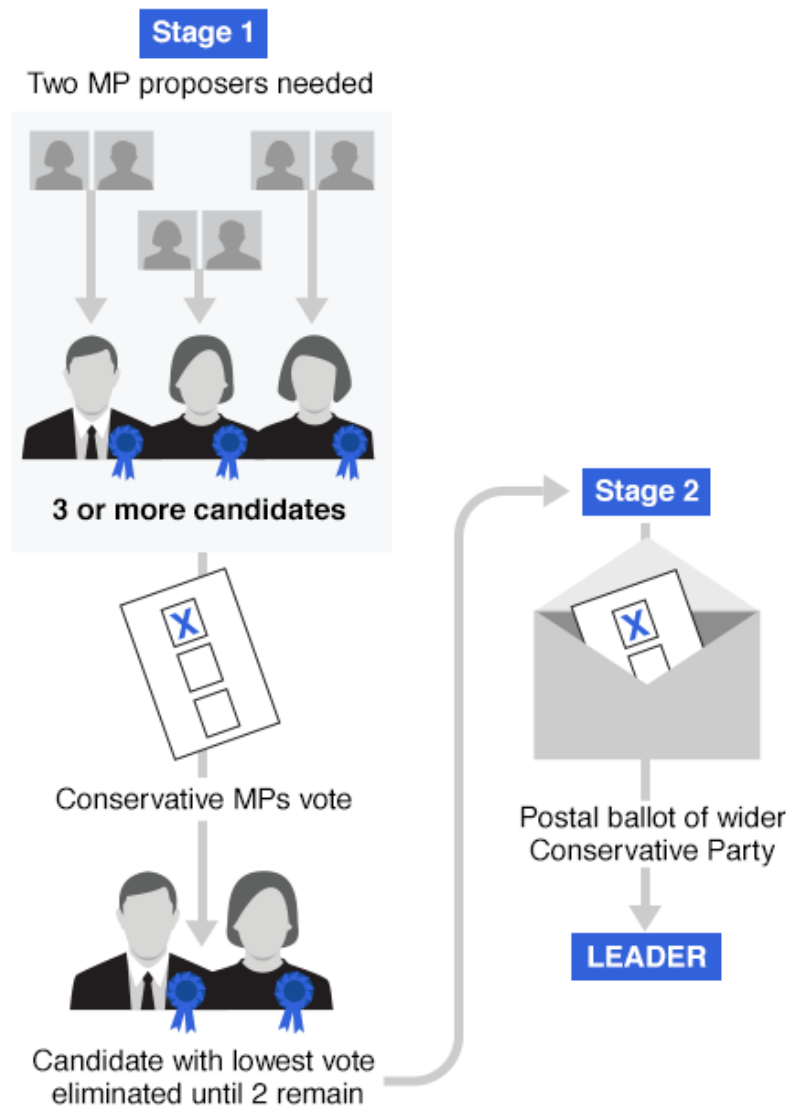 Stage 1
Two MP proposers needed
3 or more candidates
X
Conservative MPs vote
Candidate with lowest vote
eliminated until 2 remain
Stage 2
X
Postal ballot of wider
Conservative Party
LEADER